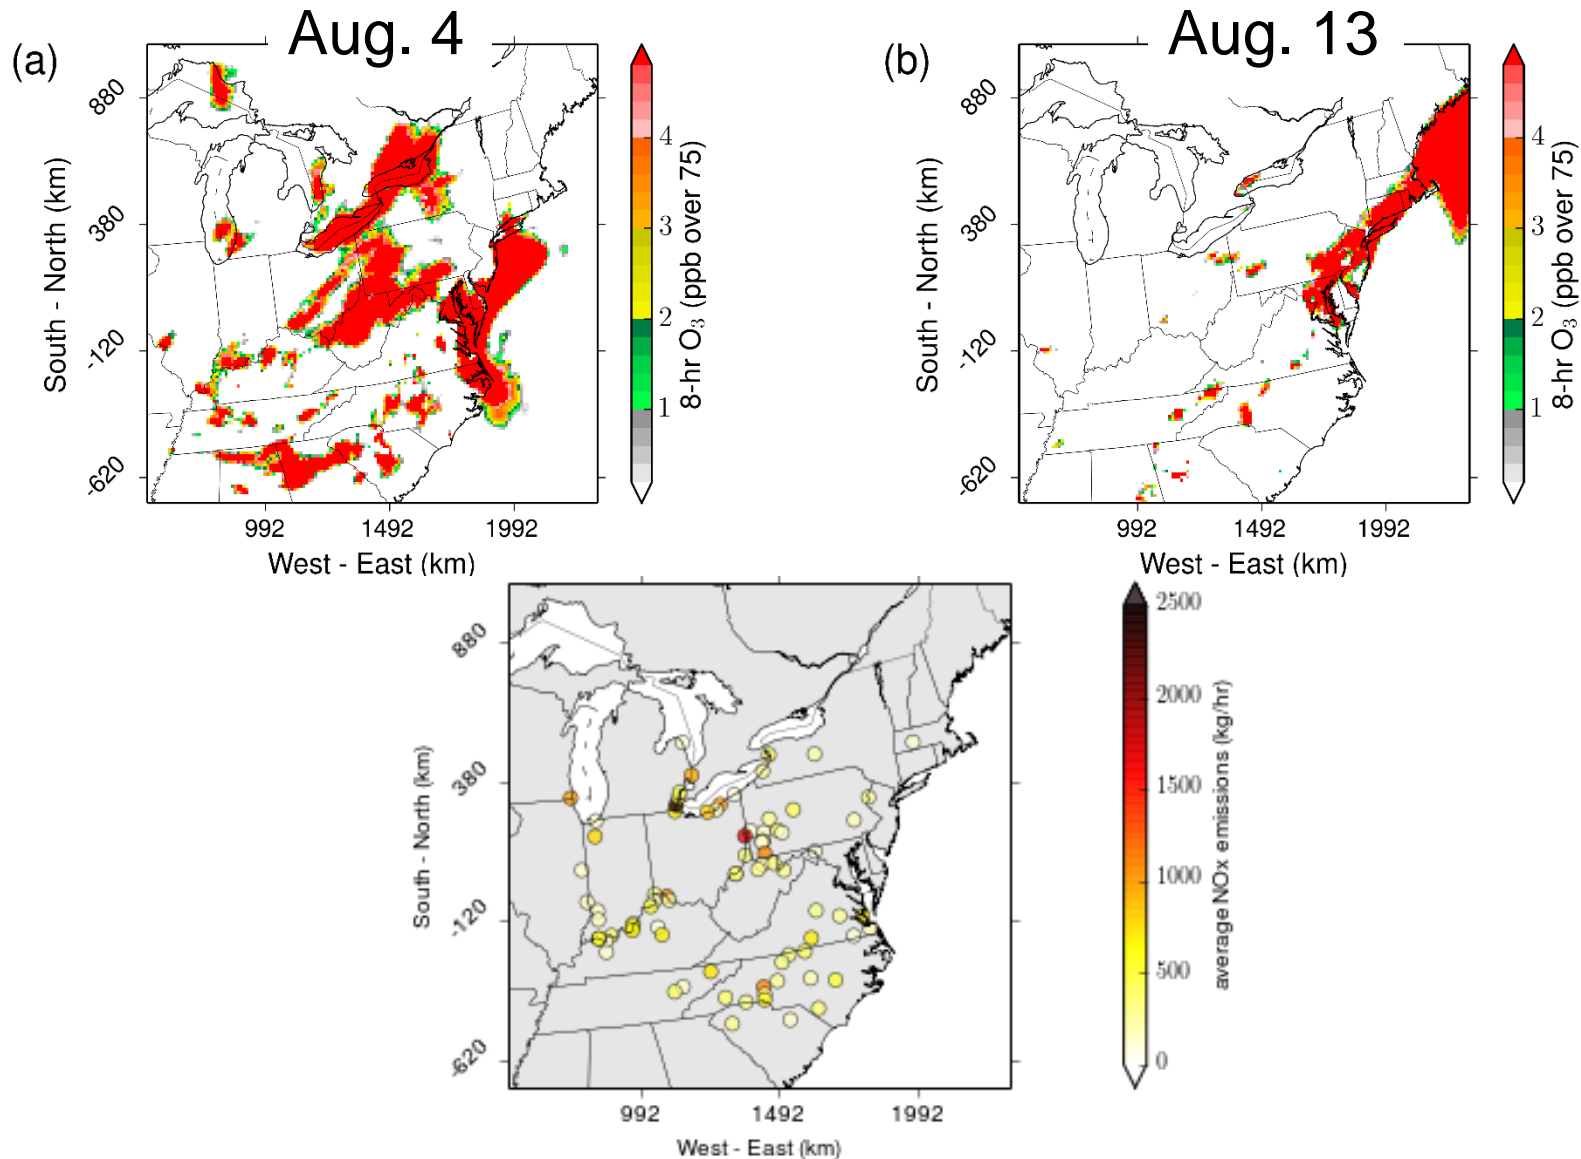 Aug. 4
Aug. 13
(a)
(b)
880
380
-120
-620
South - North (km)
992
1492
1992
West - East (km)
4
3
2
1
8-hr O₃ (ppb over 75)
880
380
-120
-620
South - North (km)
992
1492
1992
West - East (km)
4
3
2
1
8-hr O₃ (ppb over 75)
880
380
-120
-620
South - North (km)
992
1492
1992
West - East (km)
2500
2000
1500
1000
500
0
average NOx emissions (kg/hr)